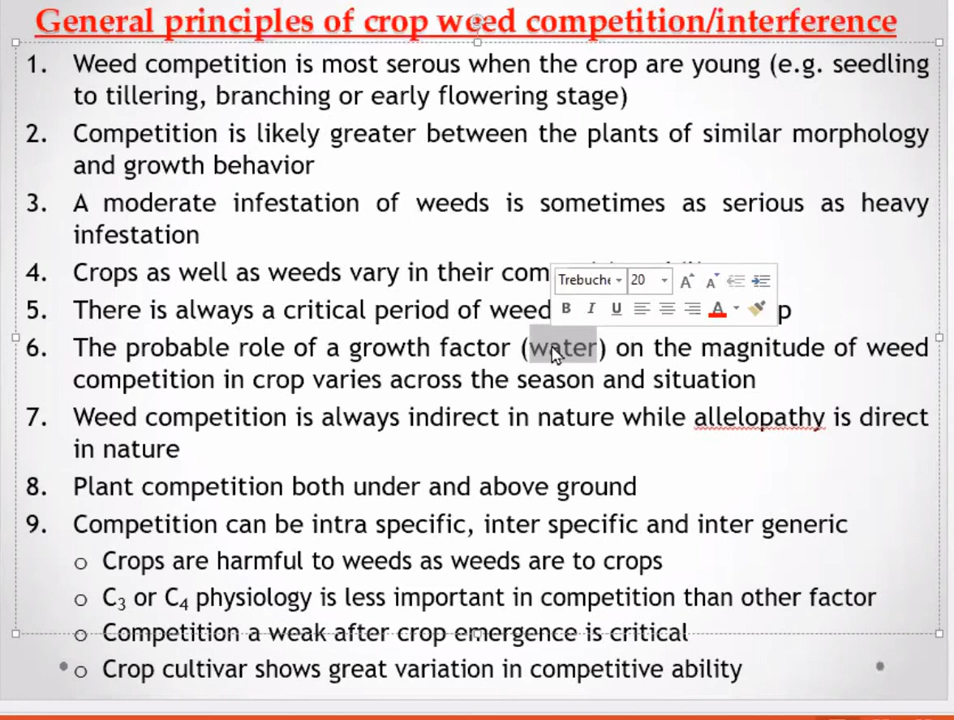 General principles of crop weed competition/interference
1. Weed competition is most serous when the crop are young (e.g. seedling
to tillering, branching or early flowering stage)
2. Competition is likely greater between the plants of similar morphology
and growth behavior
3. A moderate infestation of weeds is sometimes as serious as heavy
infestation
4. Crops as well as weeds vary in their com
Trebuche 20
5. There is always a critical period of weed p
B I U A
6. The probable role of a growth factor (water) on the magnitude of weed
competition in crop varies across the season and situation
7. Weed competition is always indirect in nature while allelopathy is direct
in nature
8. Plant competition both under and above ground
9. Competition can be intra specific, inter specific and inter generic
o Crops are harmful to weeds as weeds are to crops
o C₃ or C₄ physiology is less important in competition than other factor
o Competition a weak after crop emergence is critical
o Crop cultivar shows great variation in competitive ability